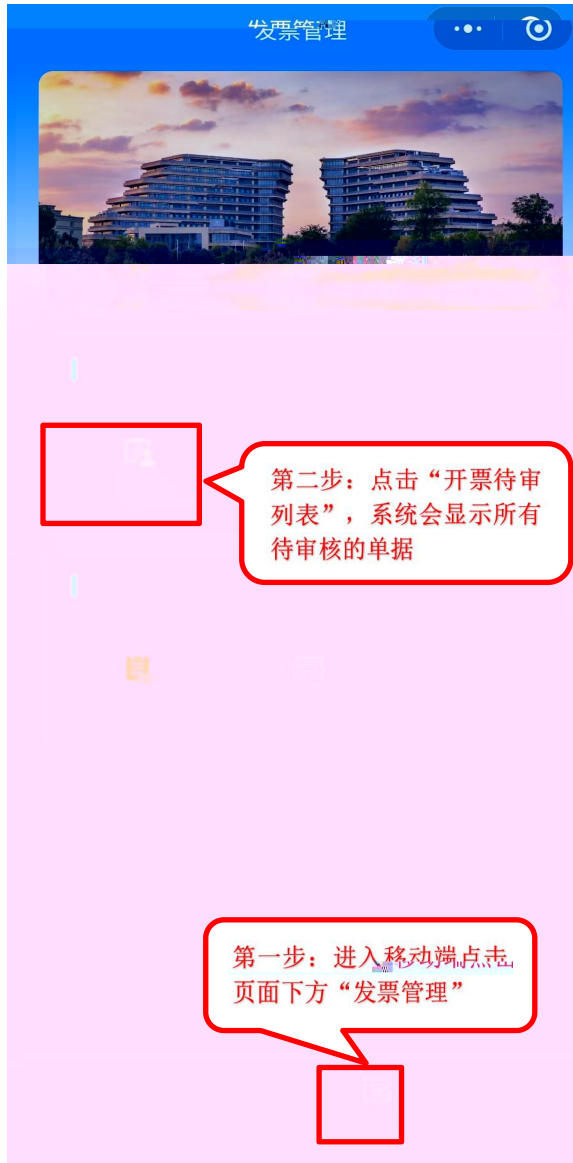 发票管理
第二步：点击“开票待审
列表”，系统会显示所有
待审核的单据
第一步：进入移动端点击
页面下方“发票管理”